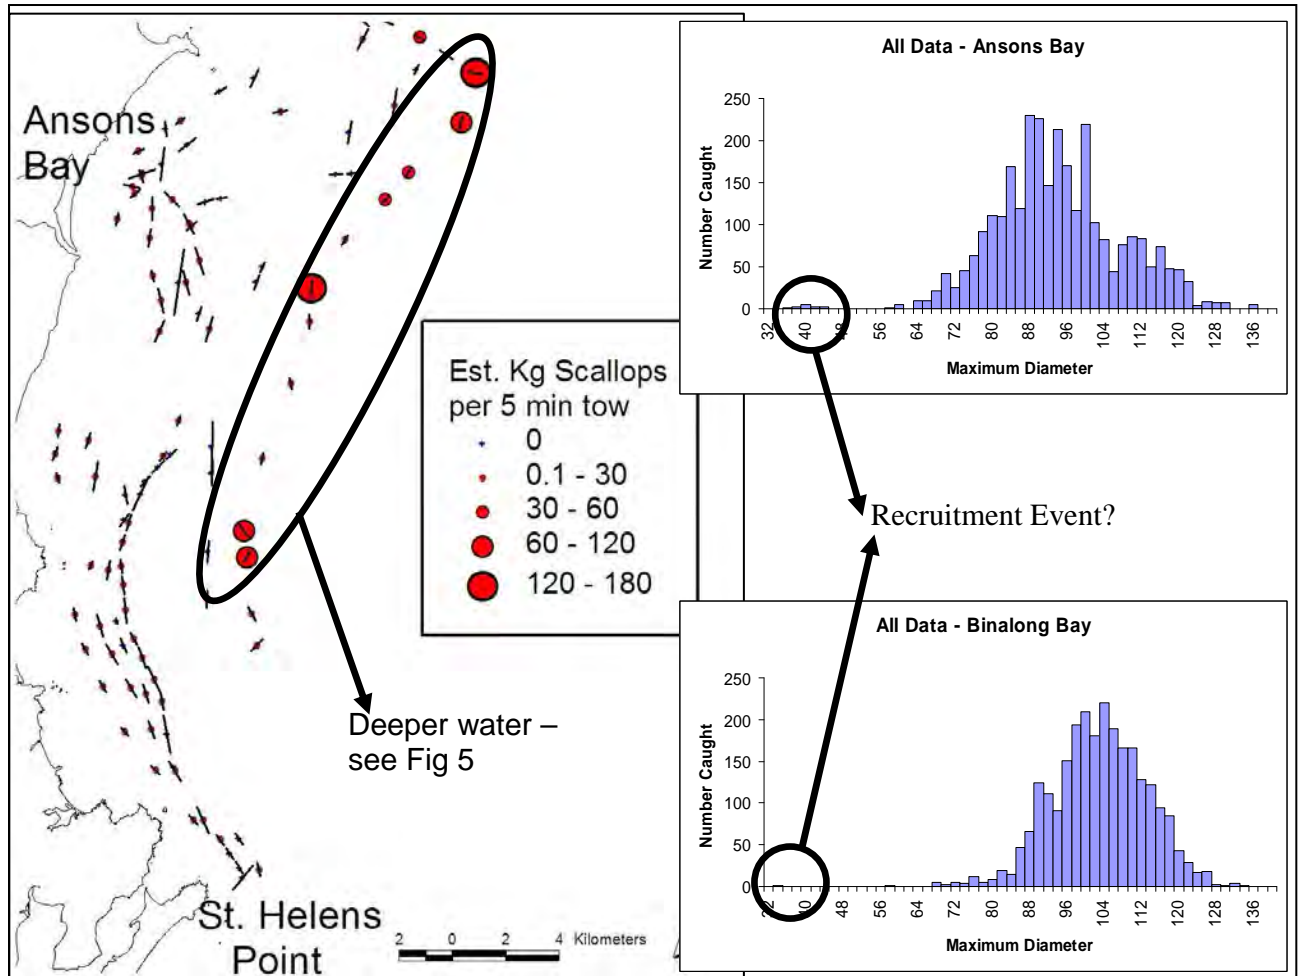 Ansons
Bay
Est. Kg Scallops
per 5 min tow
0
0.1 - 30
30 - 60
60 - 120
120 - 180
Deeper water –
see Fig 5
St. Helens
Point
2 0 2 4 Kilometers
All Data - Ansons Bay
Number Caught
250
200
150
100
50
0
32 40 48 56 64 72 80 88 96 104 112 120 128 136
Maximum Diameter
Recruitment Event?
All Data - Binalong Bay
Number Caught
250
200
150
100
50
0
32 40 48 56 64 72 80 88 96 104 112 120 128 136
Maximum Diameter